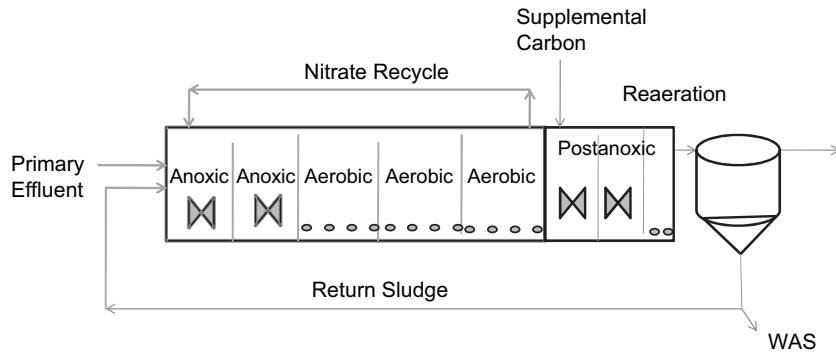 Supplemental
Carbon
Nitrate Recycle
Reaeration
Primary
Effluent
Anoxic
Anoxic
Aerobic
Aerobic
Aerobic
Postanoxic
Return Sludge
WAS